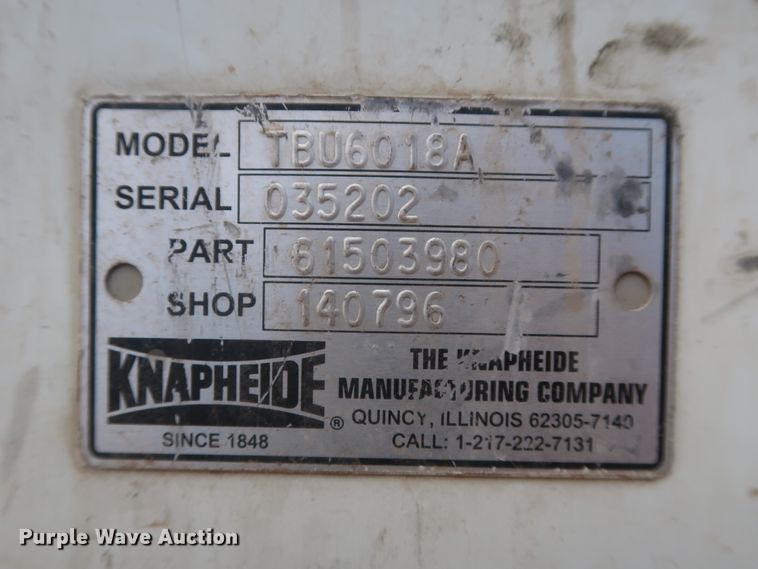 MODEL TBU6018A
SERIAL 035202
PART 61503980
SHOP 140796
KNAPHEIDE ®
SINCE 1848
THE KNAPHEIDE
MANUFACTURING COMPANY
QUINCY, ILLINOIS 62305-7140
CALL: 1-217-222-7131
Purple Wave Auction